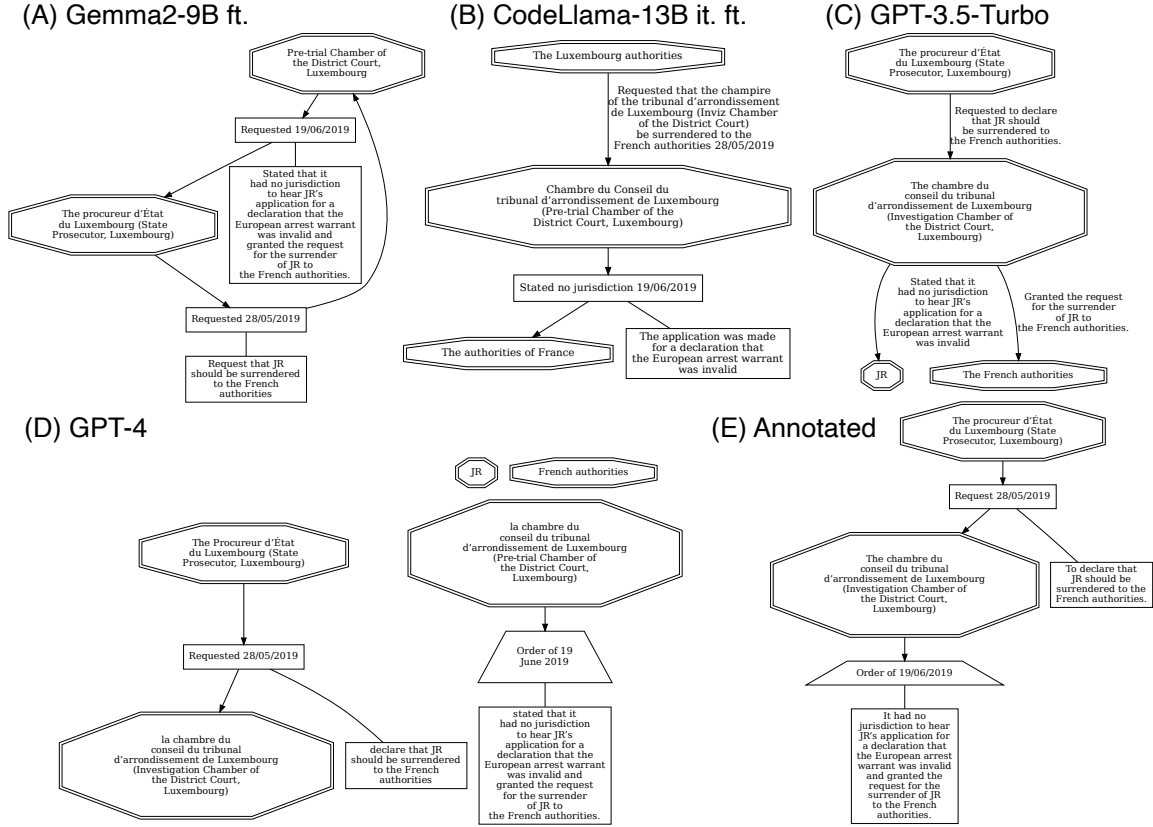 (A) Gemma2-9B ft.
Pre-trial Chamber of
the District Court,
Luxembourg
Requested 19/06/2019
Stated that it
had no jurisdiction
to hear JR's
application for a
declaration that the
European arrest warrant
was invalid and
granted the request
for the surrender
of JR to
the French authorities.
The procureur d'État
du Luxembourg (State
Prosecutor, Luxembourg)
Requested 28/05/2019
Request that JR
should be surrendered
to the French
authorities
(B) CodeLlama-13B it. ft.
The Luxembourg authorities
Requested that the champire
of the tribunal d'arrondissement
de Luxembourg (Inviz Chamber
of the District Court)
be surrendered to the
French authorities 28/05/2019
Chambre du Conseil du
tribunal d'arrondissement de Luxembourg
(Pre-trial Chamber of the
District Court, Luxembourg)
Stated no jurisdiction 19/06/2019
The authorities of France
The application was made
for a declaration that
the European arrest warrant
was invalid
(C) GPT-3.5-Turbo
The procureur d'État
du Luxembourg (State
Prosecutor, Luxembourg)
Requested to declare
that JR should
be surrendered to
the French authorities.
The chambre du
conseil du tribunal
d'arrondissement de Luxembourg
(Investigation Chamber of
the District Court,
Luxembourg)
Stated that it
had no jurisdiction
to hear JR's
application for a
declaration that the
European arrest warrant
was invalid
Granted the request
for the surrender
of JR to
the French authorities.
JR
The French authorities
(D) GPT-4
JR
French authorities
The Procureur d'État
du Luxembourg (State
Prosecutor, Luxembourg)
Requested 28/05/2019
la chambre du
conseil du tribunal
d'arrondissement de Luxembourg
(Investigation Chamber of
the District Court,
Luxembourg)
declare that JR
should be surrendered
to the French
authorities
la chambre du
conseil du tribunal
d'arrondissement de Luxembourg
(Pre-trial Chamber of
the District Court,
Luxembourg)
Order of 19
June 2019
stated that it
had no jurisdiction
to hear JR's
application for a
declaration that the
European arrest warrant
was invalid and
granted the request
for the surrender
of JR to
the French authorities.
(E) Annotated
The procureur d'État
du Luxembourg (State
Prosecutor, Luxembourg)
Request 28/05/2019
The chambre du
conseil du tribunal
d'arrondissement de Luxembourg
(Investigation Chamber of
the District Court,
Luxembourg)
To declare that
JR should be
surrendered to the
French authorities.
Order of 19/06/2019
It had no
jurisdiction to hear
JR's application for
a declaration that
the European arrest
warrant was invalid
and granted the
request for the
surrender of JR
to the French
authorities.